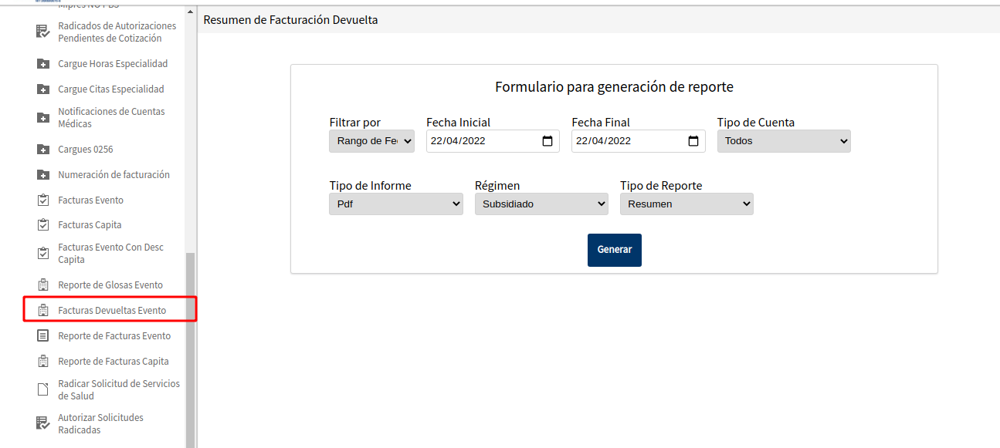 Mipres NO PBS
Radicados de Autorizaciones
Pendientes de Cotización
Cargue Horas Especialidad
Cargue Citas Especialidad
Notificaciones de Cuentas
Médicas
Cargues 0256
Numeración de facturación
Facturas Evento
Facturas Capita
Facturas Evento Con Desc
Capita
Reporte de Glosas Evento
Facturas Devueltas Evento
Reporte de Facturas Evento
Reporte de Facturas Capita
Radicar Solicitud de Servicios
de Salud
Autorizar Solicitudes
Radicadas
Resumen de Facturación Devuelta
Formulario para generación de reporte
Filtrar por Fecha Inicial Fecha Final Tipo de Cuenta
Rango de Fe 22/04/2022 22/04/2022 Todos
Tipo de Informe Régimen Tipo de Reporte
Pdf Subsidiado Resumen
Generar